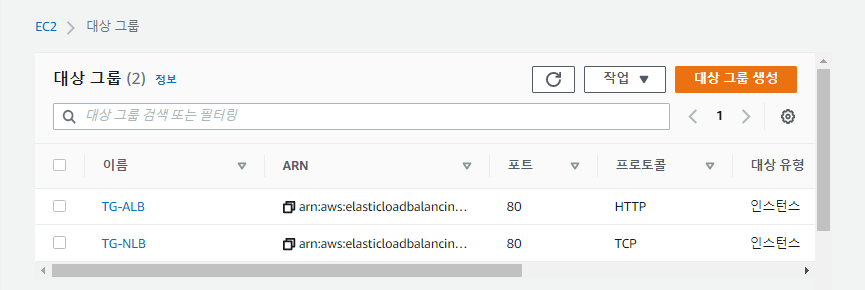 EC2 > 대상 그룹
대상 그룹 (2) 정보
작업 ▼
대상 그룹 생성
대상 그룹 검색 또는 필터링
1
이름 ARN 포트 프로토콜 대상 유형
TG-ALB arn:aws:elasticloadbalancin... 80 HTTP 인스턴스
TG-NLB arn:aws:elasticloadbalancin... 80 TCP 인스턴스